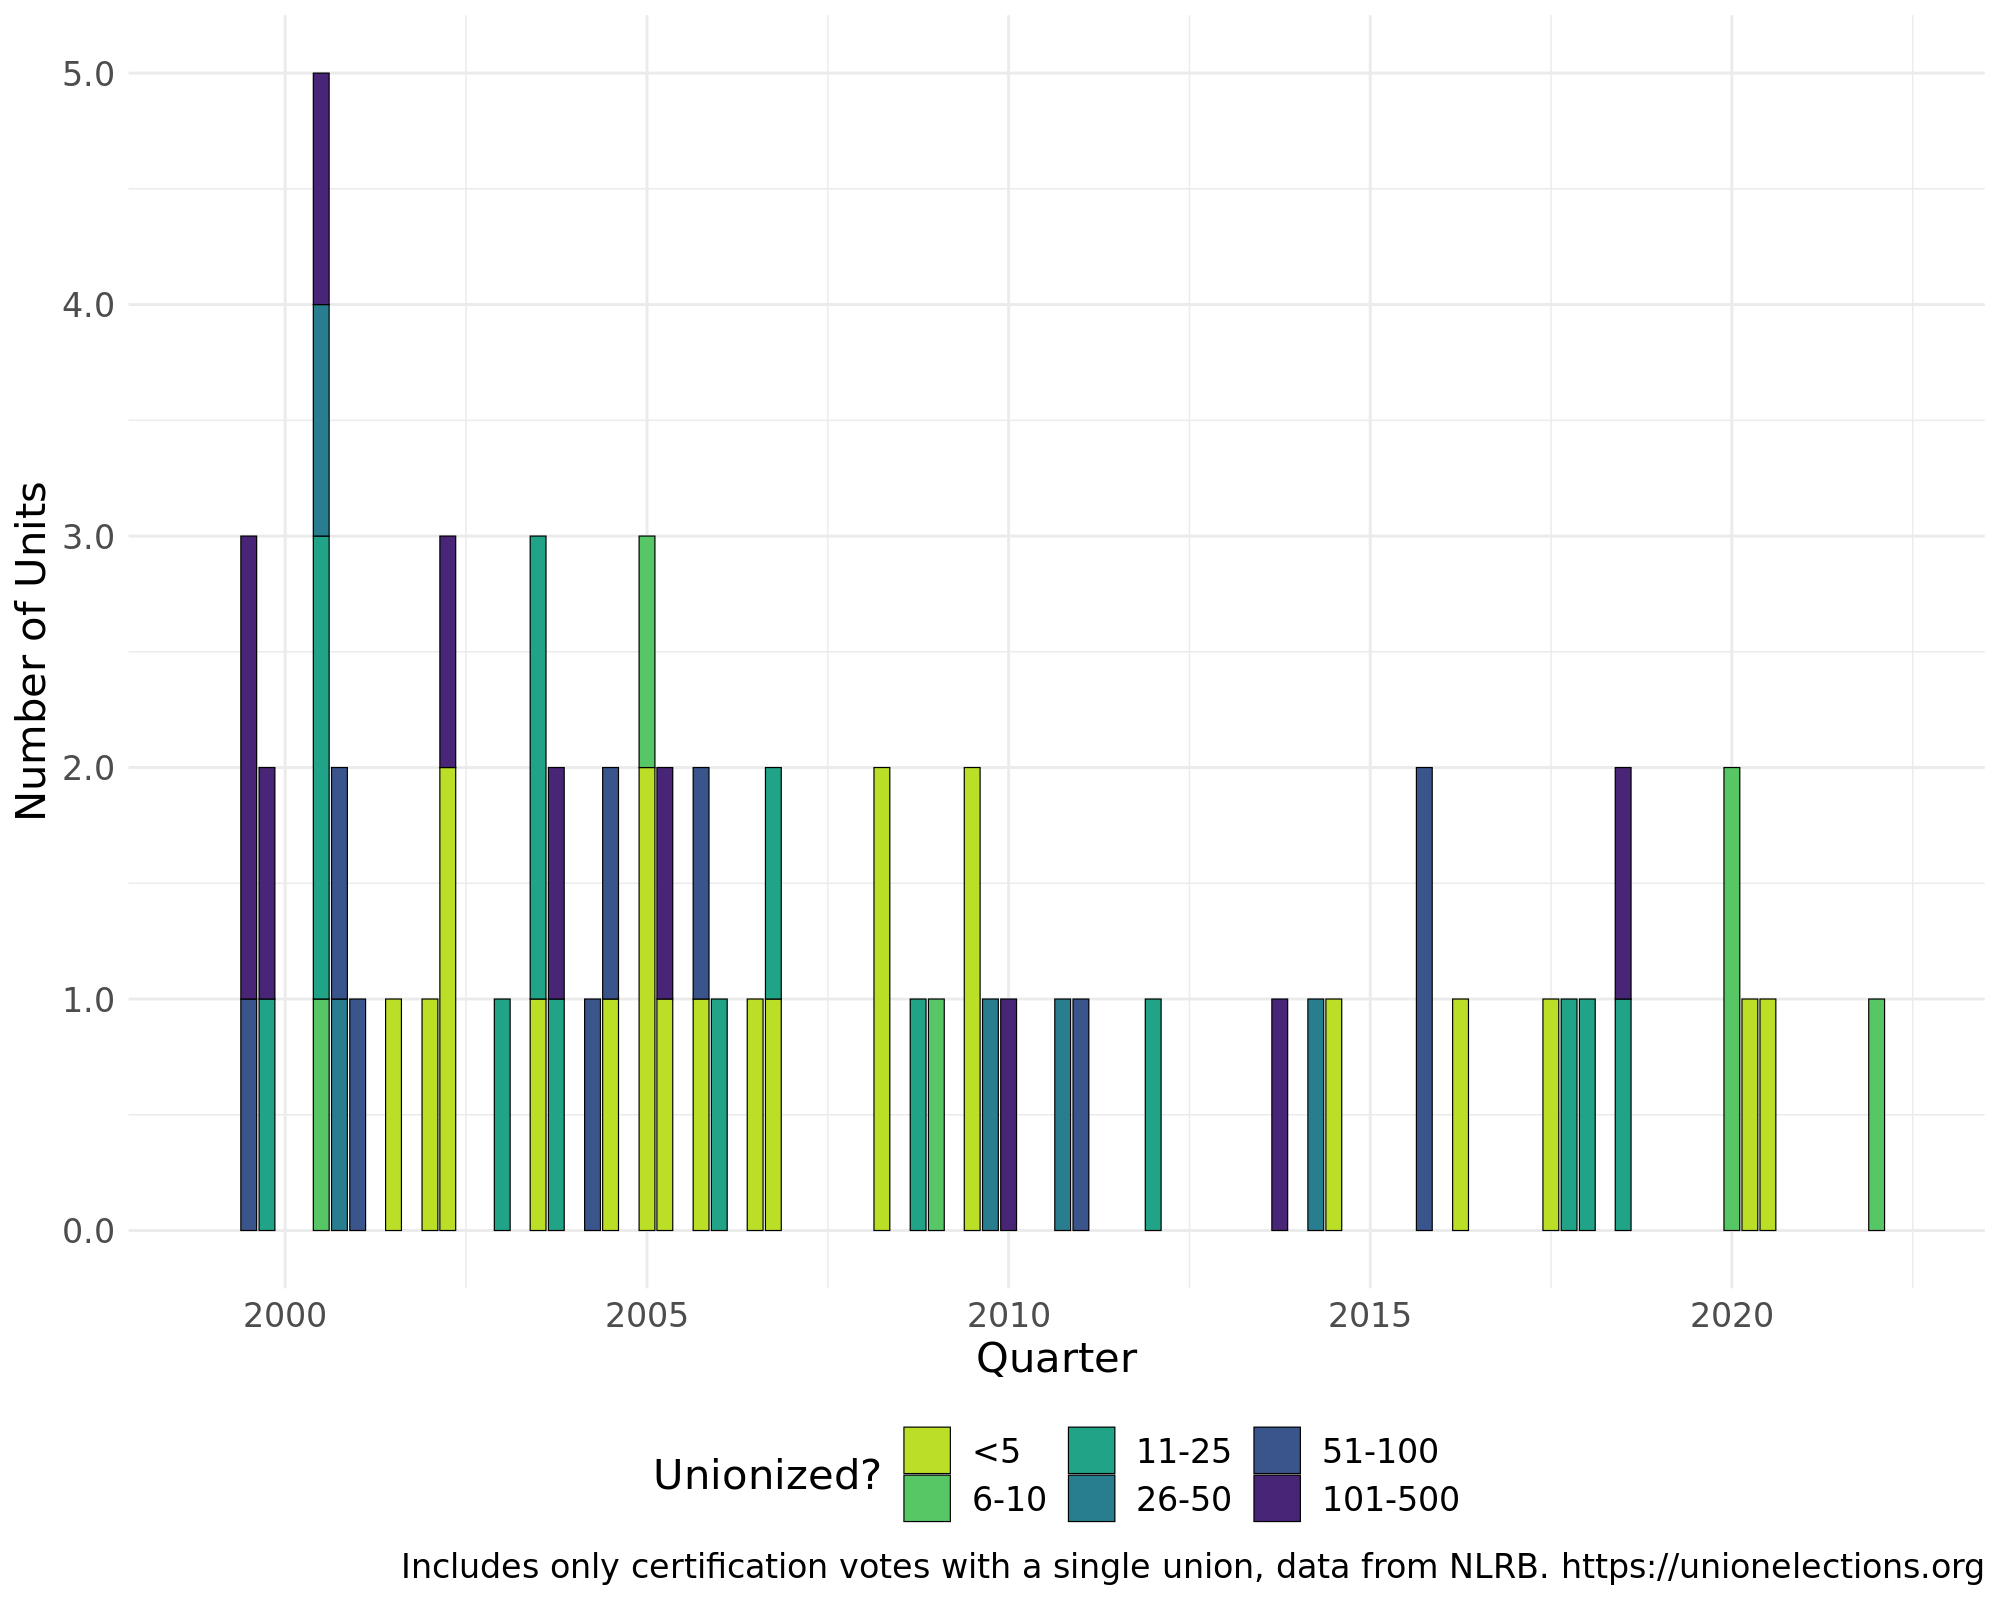 5.0
4.0
3.0
2.0
1.0
0.0
Number of Units
2000 2005 2010 2015 2020
Quarter
Unionized?
<5 11-25 51-100
6-10 26-50 101-500
Includes only certification votes with a single union, data from NLRB. https://unionelections.org